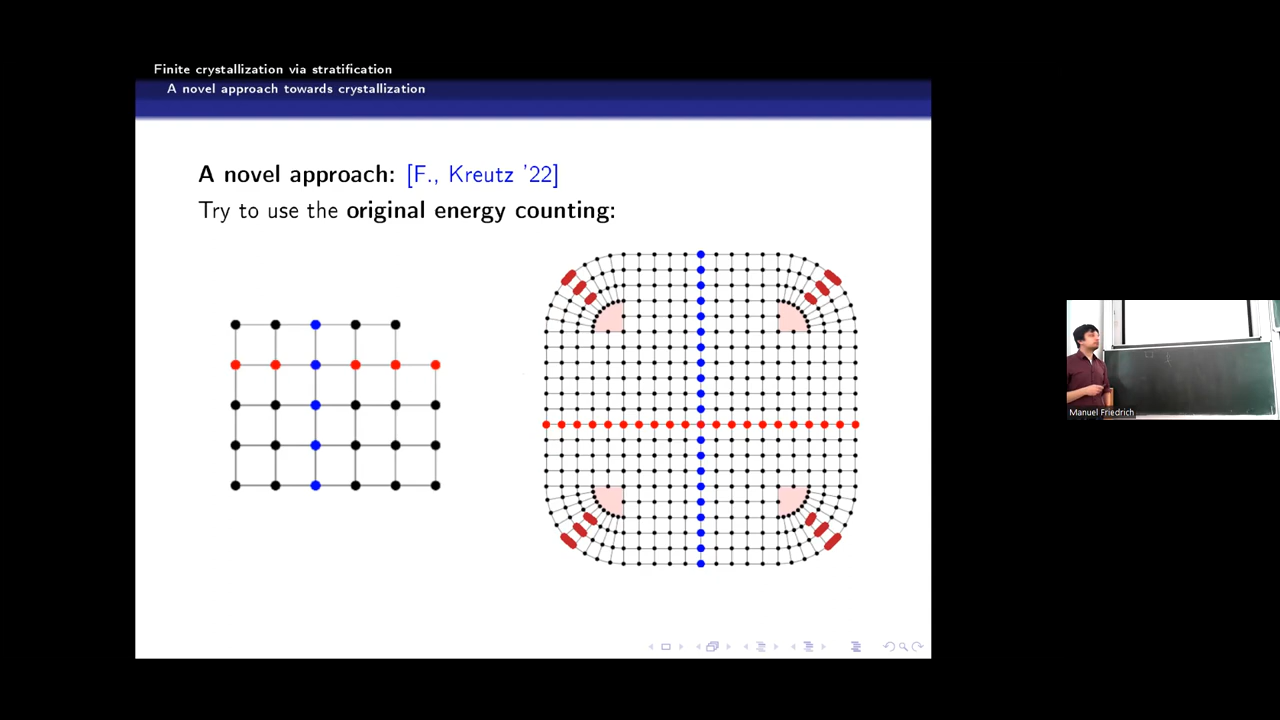 Finite crystallization via stratification
A novel approach towards crystallization
A novel approach: [F., Kreutz '22]
Try to use the original energy counting:
Manuel Friedrich